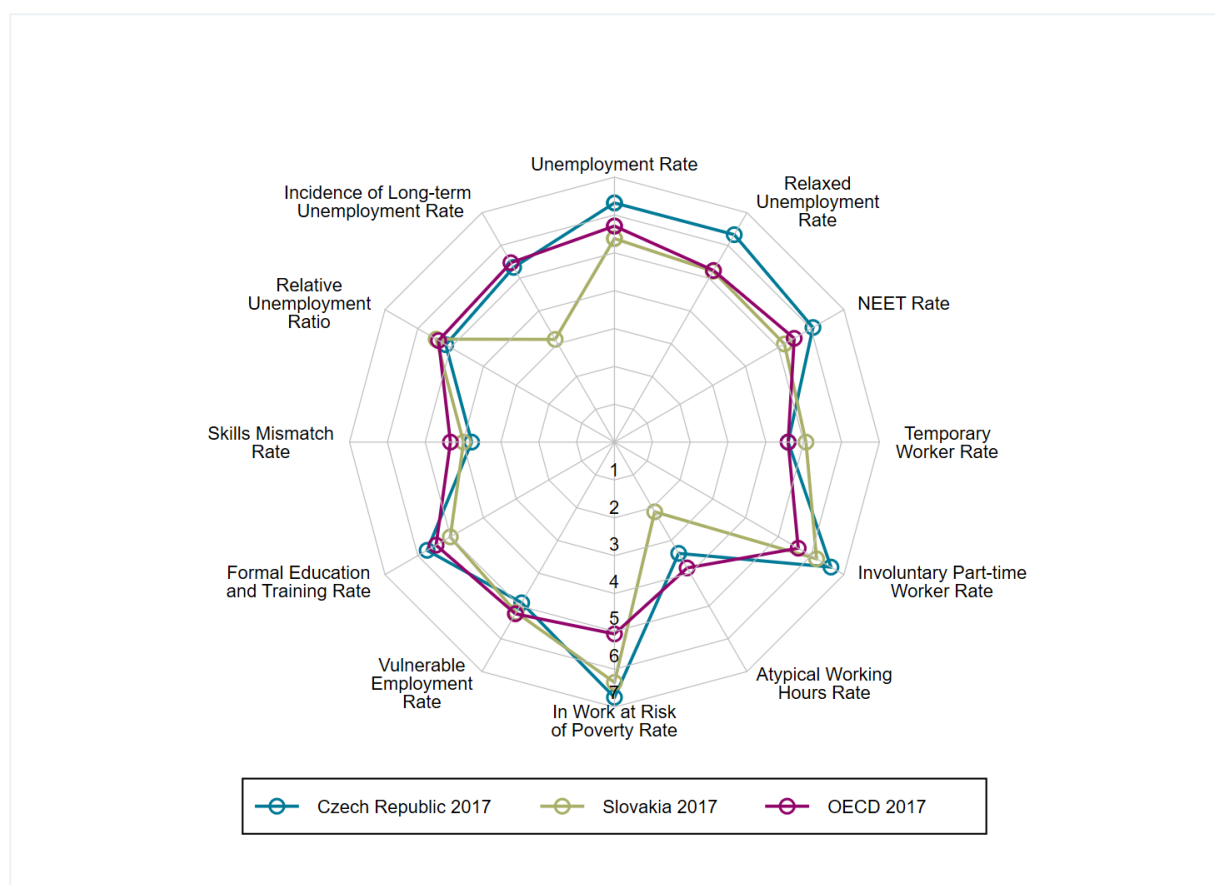 Unemployment Rate
Relaxed
Unemployment
Rate
Incidence of Long-term
Unemployment Rate
Relative
Unemployment
Ratio
NEET Rate
Skills Mismatch
Rate
Temporary
Worker Rate
1
2
3
4
5
6
7
Formal Education
and Training Rate
Involuntary Part-time
Worker Rate
Vulnerable
Employment
Rate
Atypical Working
Hours Rate
In Work at Risk
of Poverty Rate
Czech Republic 2017
Slovakia 2017
OECD 2017